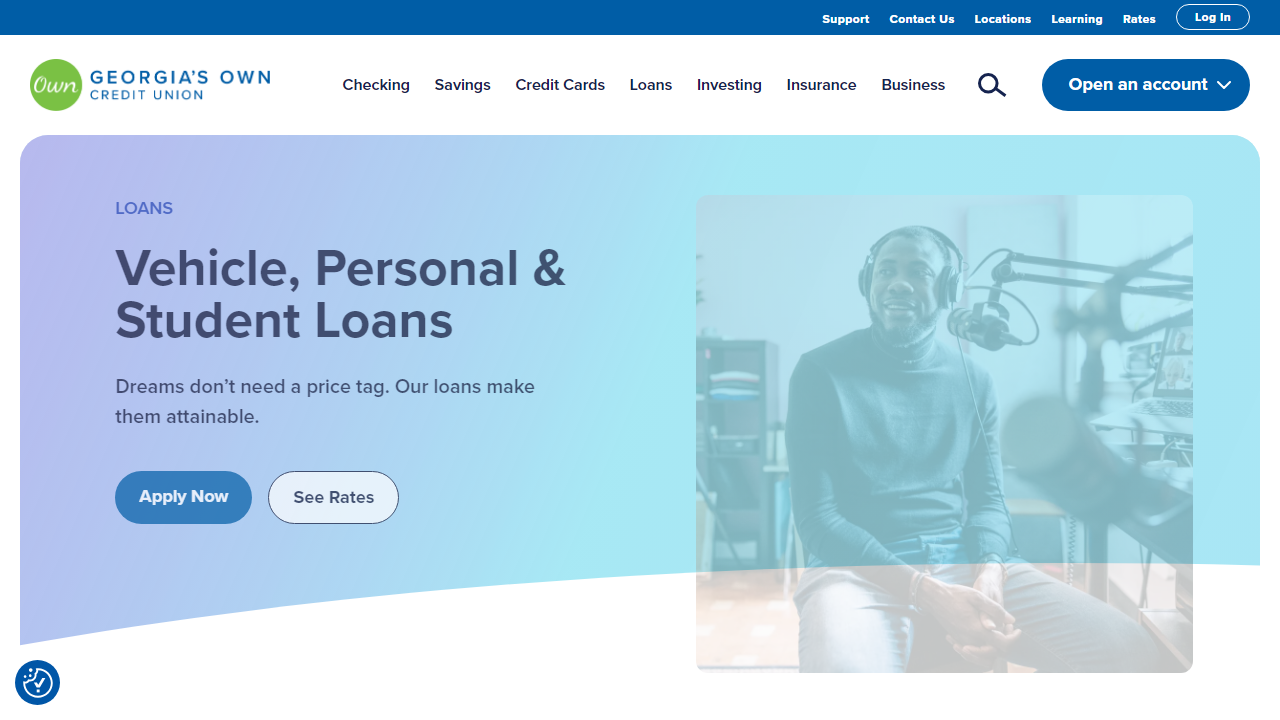 Support Contact Us Locations Learning Rates Log In
Own GEORGIA'S OWN
CREDIT UNION
Checking Savings Credit Cards Loans Investing Insurance Business Open an account
LOANS
Vehicle, Personal &
Student Loans
Dreams don’t need a price tag. Our loans make
them attainable.
Apply Now See Rates